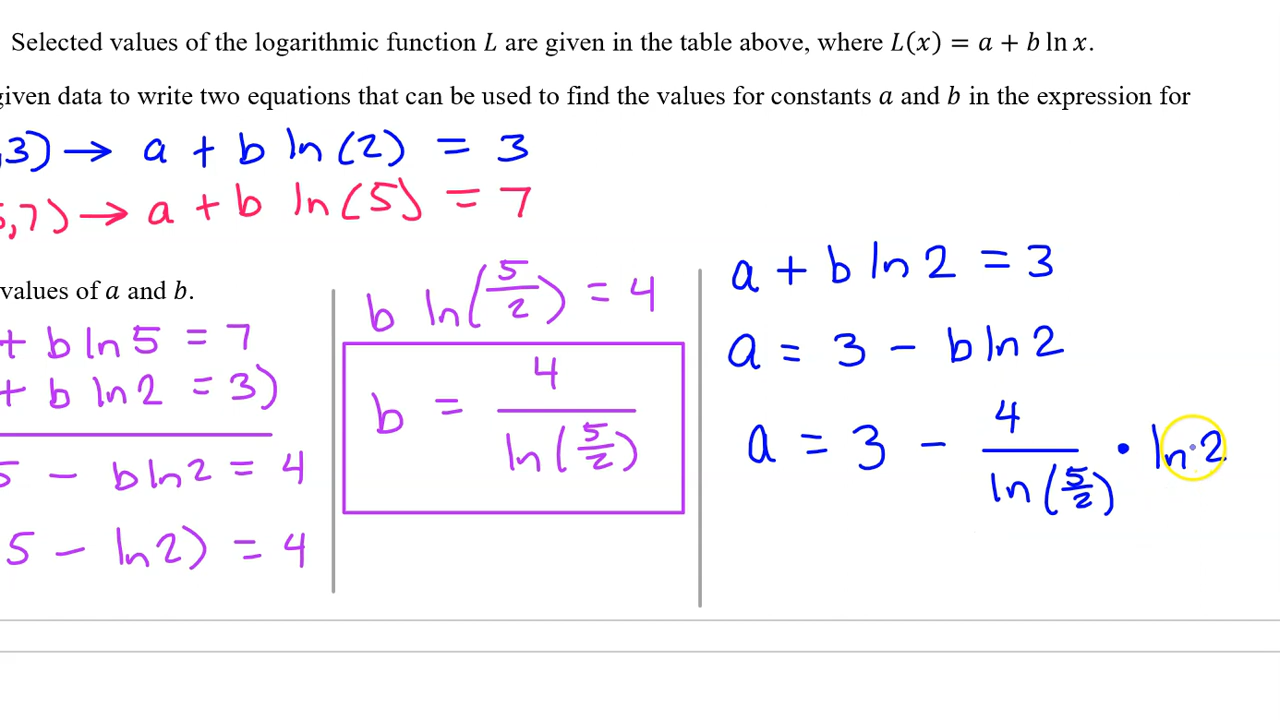 Selected values of the logarithmic function L are given in the table above, where L(x) = a + b ln x.
given data to write two equations that can be used to find the values for constants a and b in the expression for
,3) → a + b ln(2) = 3
5,7) → a + b ln(5) = 7
values of a and b.
+ b ln 5 = 7
+ b ln 2 = 3)
5 - b ln 2 = 4
5 - ln 2) = 4
b ln(5/2) = 4
b = 4/ln(5/2)
a + b ln 2 = 3
a = 3 - b ln 2
a = 3 - 4/ln(5/2) • ln 2